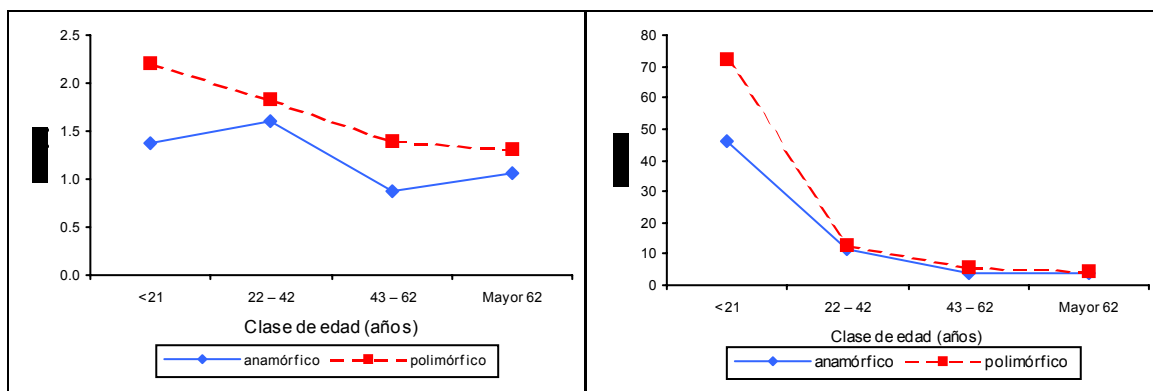 2.5
2.0
1.5
1.0
0.5
0.0
<21 22 – 42 43 – 62 Mayor 62
Clase de edad (años)
anamórfico polimórfico
80
70
60
50
40
30
20
10
0
<21 22 – 42 43 – 62 Mayor 62
Clase de edad (años)
anamórfico polimórfico